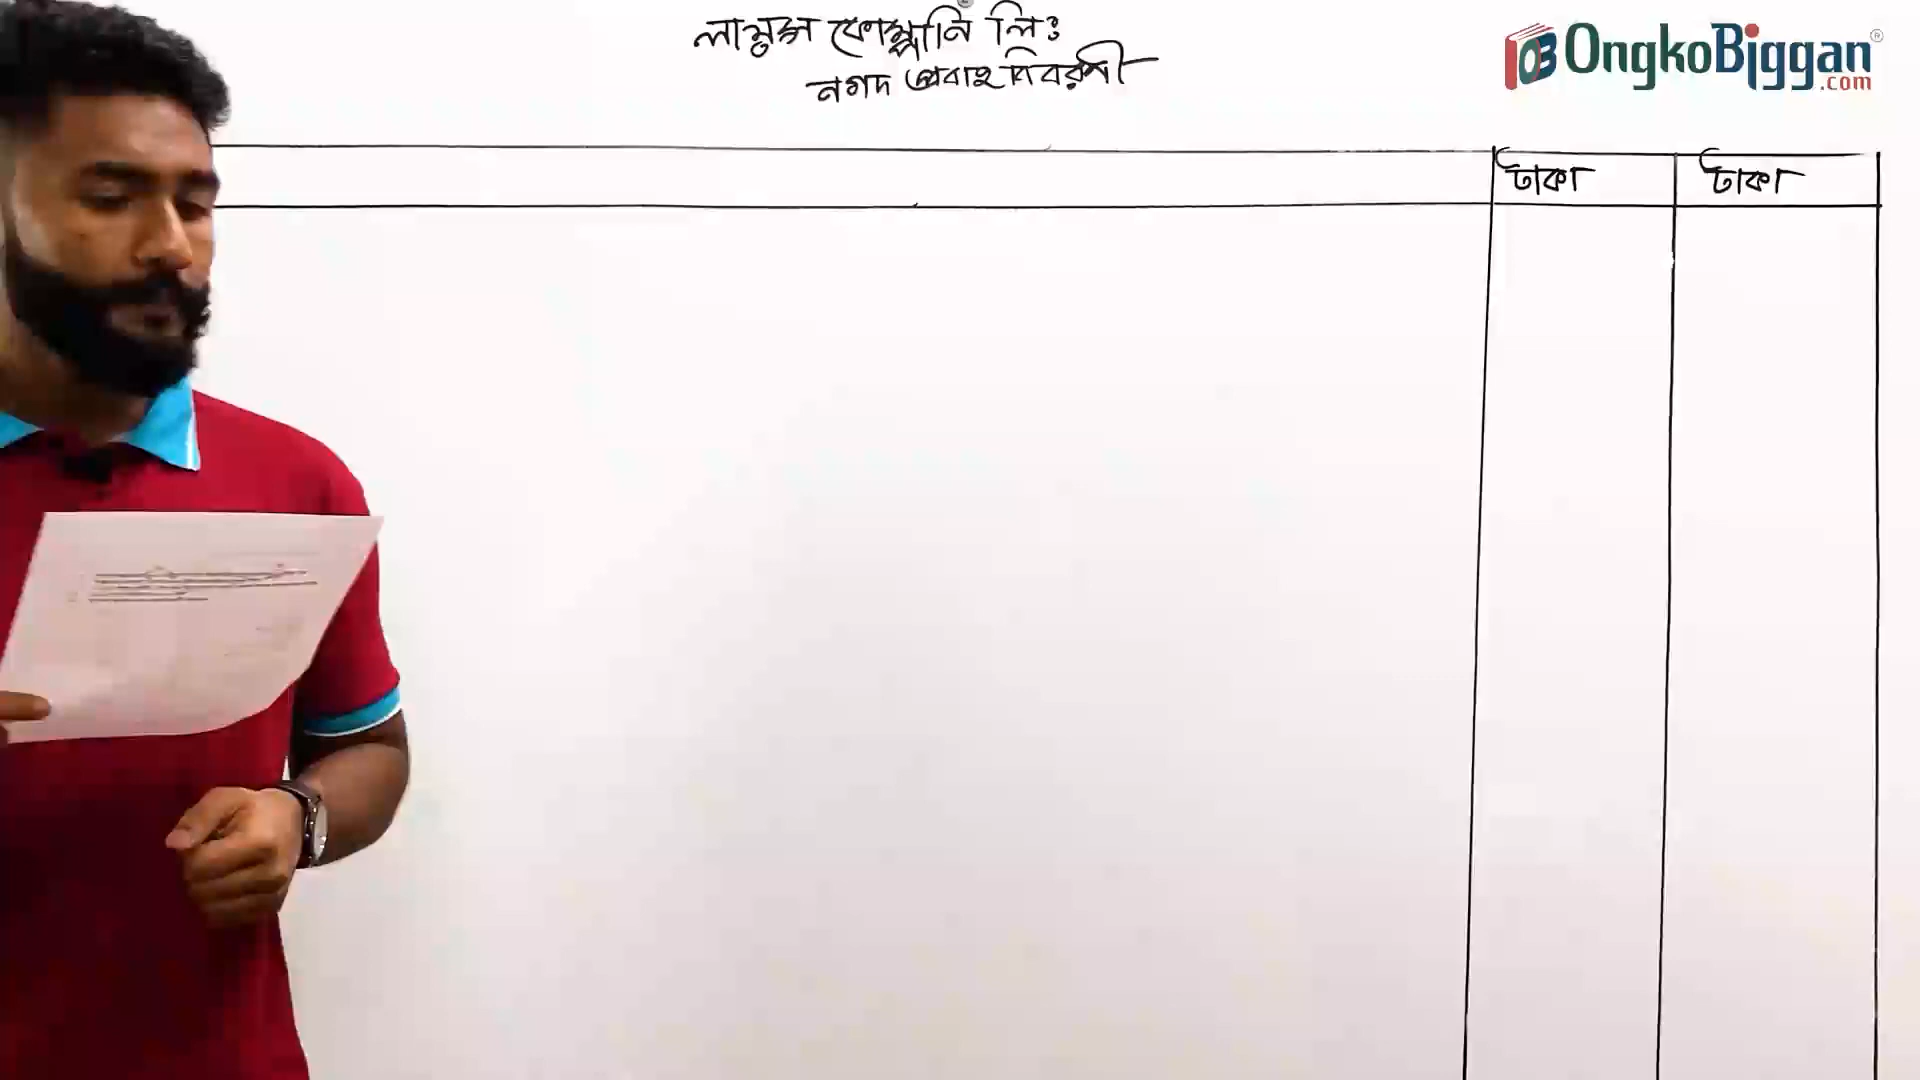 কোম্পানি লিঃ
নগদ প্রবাহ বিবরণী
OngkoBiggan®
.com
টাকা টাকা